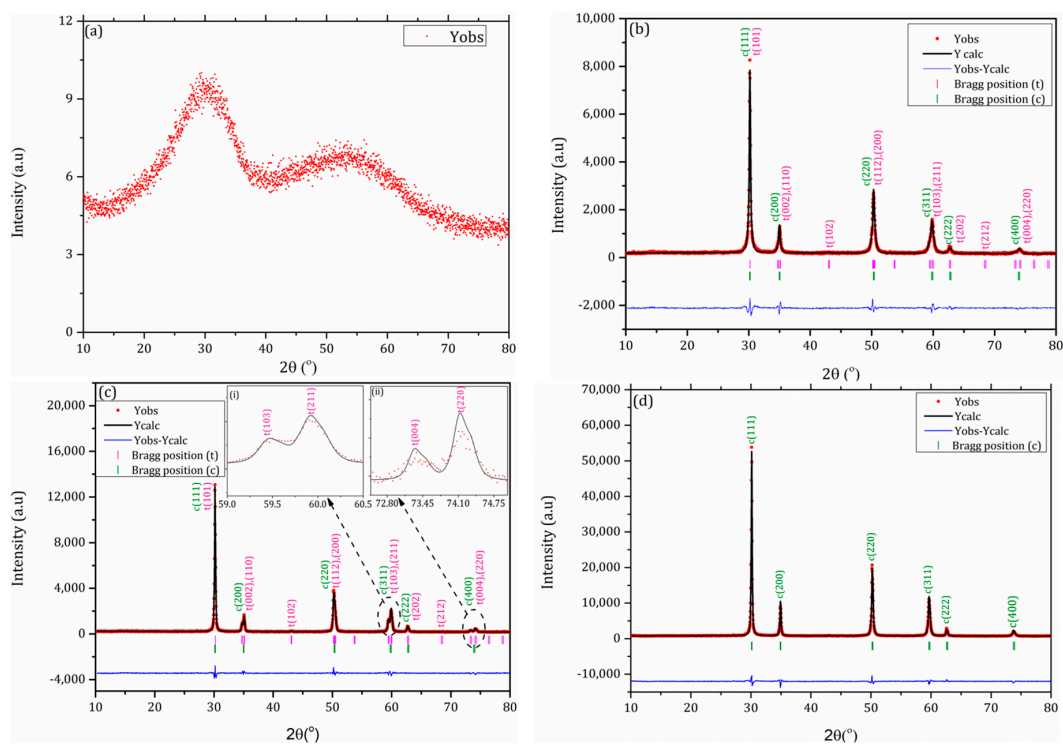 (a)
Yobs
12
9
6
3
0
Intensity (a.u)
10 20 30 40 50 60 70 80
2θ (°)
(b)
Yobs
Y calc
Yobs-Ycalc
Bragg position (t)
Bragg position (c)
10,000
8,000
6,000
4,000
2,000
0
-2,000
Intensity (a.u)
c(111)
t(101)
c(200)
t(002),(110)
t(102)
c(220)
t(112),(200)
c(311)
t(103),(211)
c(222)
t(202)
t(212)
c(400)
t(004),(220)
10 20 30 40 50 60 70 80
2θ (°)
(c)
Yobs
Ycalc
Yobs-Ycalc
Bragg position (t)
Bragg position (c)
20,000
16,000
12,000
8,000
4,000
0
-4,000
Intensity (a.u)
(i)
t(103)
t(211)
59.0 59.5 60.0 60.5
(ii)
t(004)
t(220)
72.80 73.45 74.10 74.75
c(111)
t(101)
c(200)
t(002),(110)
t(102)
c(220)
t(112),(200)
c(311)
t(103),(211)
c(222)
t(202)
t(212)
c(400)
t(004),(220)
10 20 30 40 50 60 70 80
2θ(°)
(d)
Yobs
Ycalc
Yobs-Ycalc
Bragg position (c)
70,000
60,000
50,000
40,000
30,000
20,000
10,000
0
-10,000
Intensity (a.u)
c(111)
c(200)
c(220)
c(311)
c(222)
c(400)
10 20 30 40 50 60 70 80
2θ (°)